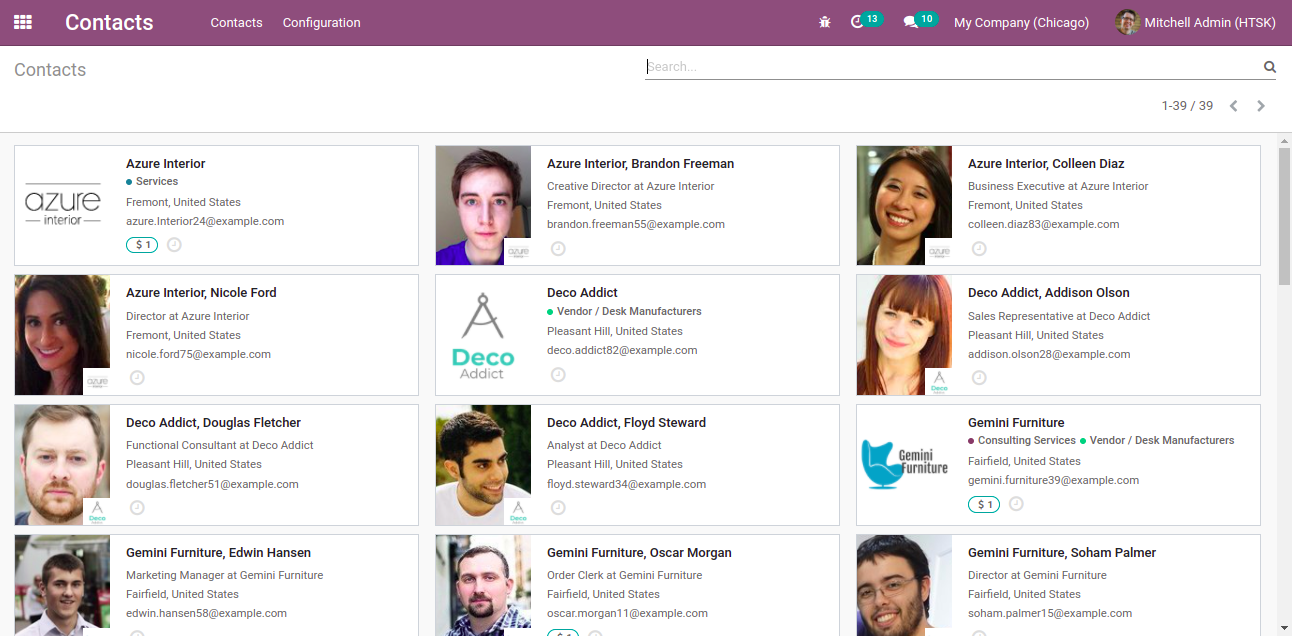 Contacts
Contacts
Configuration
13
10
My Company (Chicago)
Mitchell Admin (HTSK)
Contacts
Search...
1-39 / 39
azure
interior
Azure Interior
Services
Fremont, United States
azure.Interior24@example.com
$ 1
azure
Azure Interior, Brandon Freeman
Creative Director at Azure Interior
Fremont, United States
brandon.freeman55@example.com
azure
Azure Interior, Colleen Diaz
Business Executive at Azure Interior
Fremont, United States
colleen.diaz83@example.com
azure
Azure Interior, Nicole Ford
Director at Azure Interior
Fremont, United States
nicole.ford75@example.com
Deco
Addict
Deco Addict
Vendor / Desk Manufacturers
Pleasant Hill, United States
deco.addict82@example.com
Deco
Deco Addict, Addison Olson
Sales Representative at Deco Addict
Pleasant Hill, United States
addison.olson28@example.com
Deco
Deco Addict, Douglas Fletcher
Functional Consultant at Deco Addict
Pleasant Hill, United States
douglas.fletcher51@example.com
Deco
Deco Addict, Floyd Steward
Analyst at Deco Addict
Pleasant Hill, United States
floyd.steward34@example.com
Gemini
Furniture
Gemini Furniture
Consulting Services Vendor / Desk Manufacturers
Fairfield, United States
gemini.furniture39@example.com
$ 1
Gemini Furniture, Edwin Hansen
Marketing Manager at Gemini Furniture
Fairfield, United States
edwin.hansen58@example.com
Gemini Furniture, Oscar Morgan
Order Clerk at Gemini Furniture
Fairfield, United States
oscar.morgan11@example.com
Gemini Furniture, Soham Palmer
Director at Gemini Furniture
Fairfield, United States
soham.palmer15@example.com